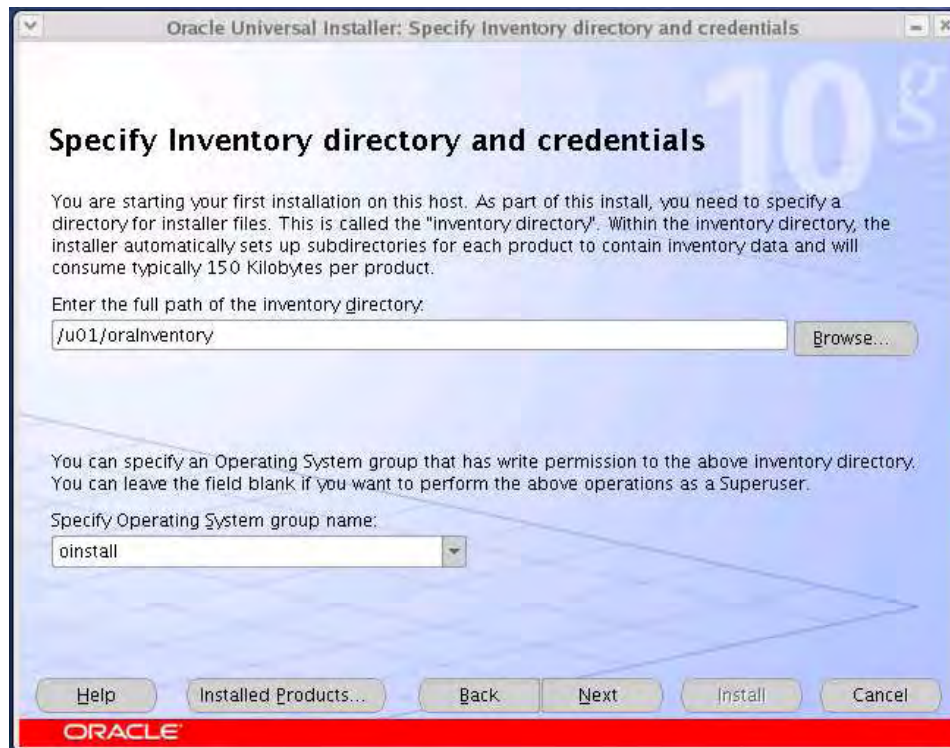 Oracle Universal Installer: Specify Inventory directory and credentials
10g
Specify Inventory directory and credentials
You are starting your first installation on this host. As part of this install, you need to specify a
directory for installer files. This is called the "inventory directory". Within the inventory directory, the
installer automatically sets up subdirectories for each product to contain inventory data and will
consume typically 150 Kilobytes per product.
Enter the full path of the inventory directory:
/u01/oraInventory
Browse...
You can specify an Operating System group that has write permission to the above inventory directory.
You can leave the field blank if you want to perform the above operations as a Superuser.
Specify Operating System group name:
oinstall
Help Installed Products... Back Next Install Cancel
ORACLE